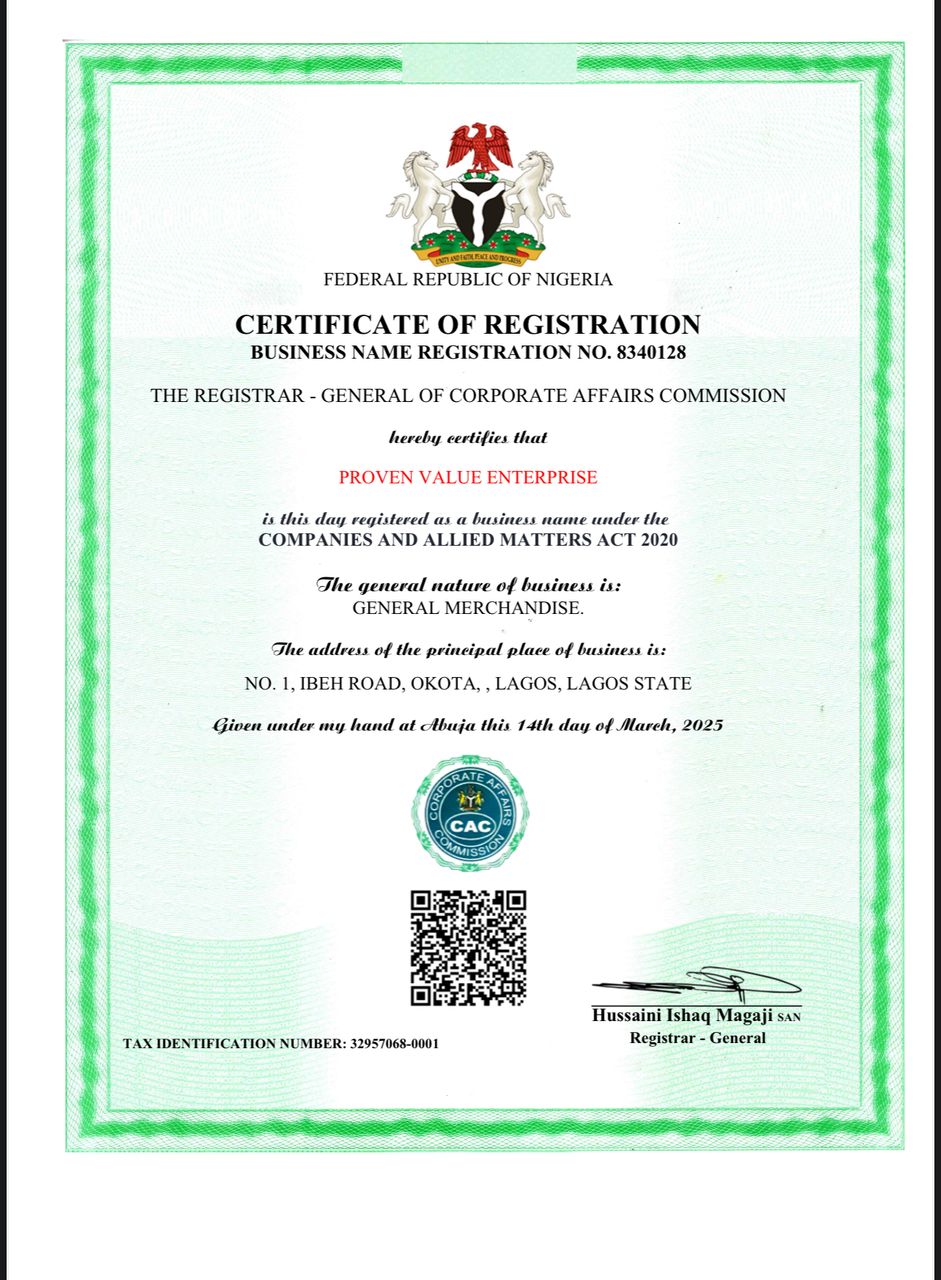 UNITY AND FAITH, PEACE AND PROGRESS
FEDERAL REPUBLIC OF NIGERIA
CERTIFICATE OF REGISTRATION
BUSINESS NAME REGISTRATION NO. 8340128
THE REGISTRAR - GENERAL OF CORPORATE AFFAIRS COMMISSION
hereby certifies that
PROVEN VALUE ENTERPRISE
is this day registered as a business name under the
COMPANIES AND ALLIED MATTERS ACT 2020
The general nature of business is:
GENERAL MERCHANDISE.
The address of the principal place of business is:
NO. 1, IBEH ROAD, OKOTA, , LAGOS, LAGOS STATE
Given under my hand at Abuja this 14th day of March, 2025
CORPORATE AFFAIRS
CAC
COMMISSION
Hussaini Ishaq Magaji SAN
Registrar - General
TAX IDENTIFICATION NUMBER: 32957068-0001